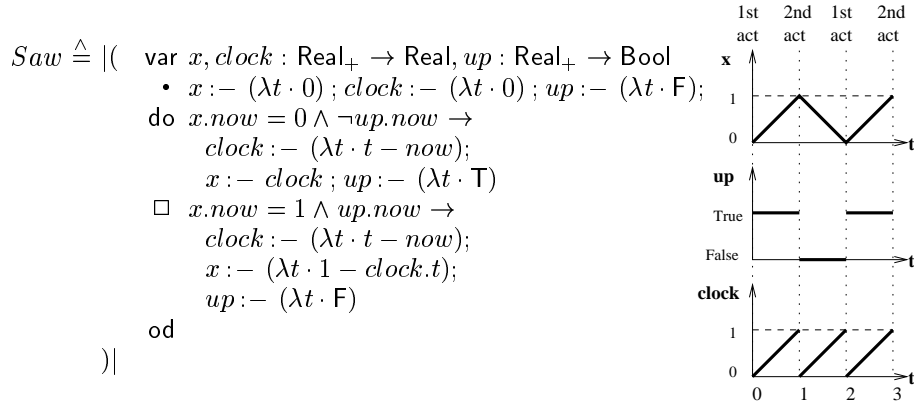 Saw ≙ |( var x, clock : Real₊ → Real, up : Real₊ → Bool
• x :– (λt · 0) ; clock :– (λt · 0) ; up :– (λt · F);
do x.now = 0 ∧ ¬up.now →
clock :– (λt · t – now);
x :– clock ; up :– (λt · T)
□ x.now = 1 ∧ up.now →
clock :– (λt · t – now);
x :– (λt · 1 – clock.t);
up :– (λt · F)
od
)|
1st 2nd 1st 2nd
act act act act
x
1
0
t
up
True
False
t
clock
1
0
t
0 1 2 3